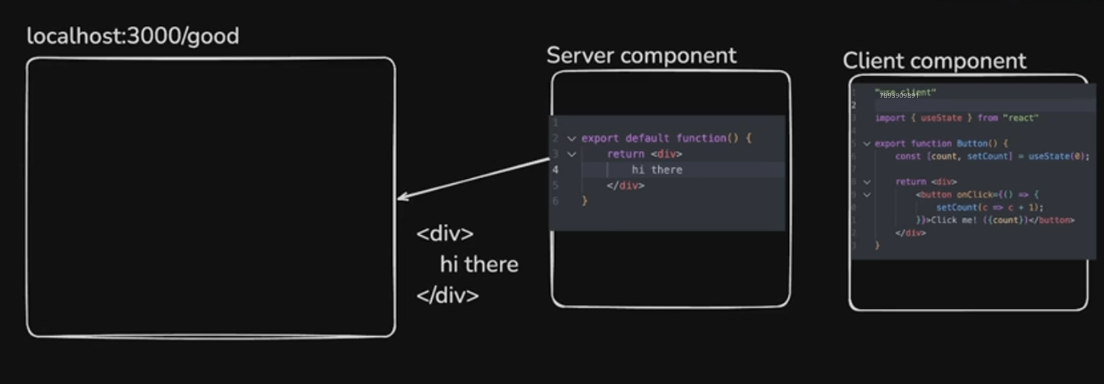 localhost:3000/good
<div>
hi there
</div>
Server component
1
2 export default function() {
3 return <div>
4 hi there
5 </div>
6 }
Client component
"use client"
2
import { useState } from "react"
export function Button() {
const [count, setCount] = useState(0);
return <div>
<button onClick={() => {
setCount(c => c + 1);
}}>Click me! ({count})</button>
</div>
}